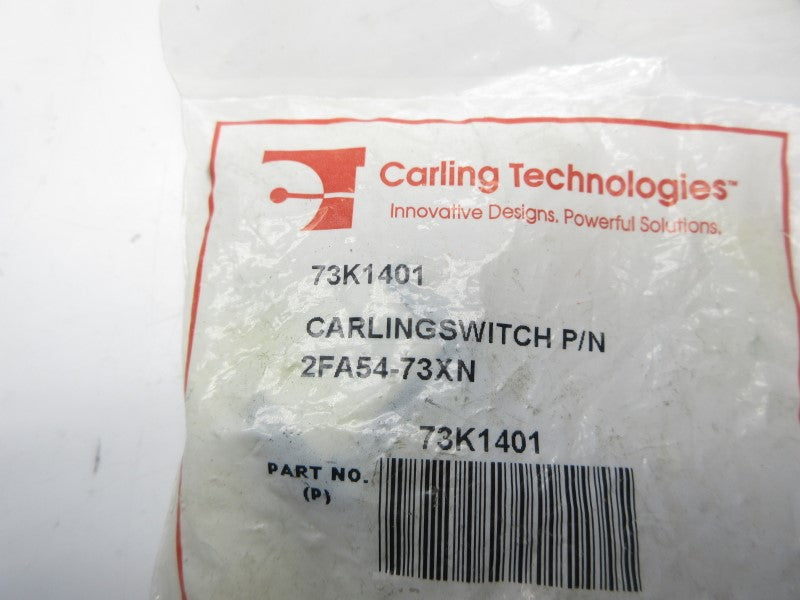 Carling Technologies™
Innovative Designs. Powerful Solutions.
73K1401
CARLINGSWITCH P/N
2FA54-73XN
73K1401
PART NO.
(P)